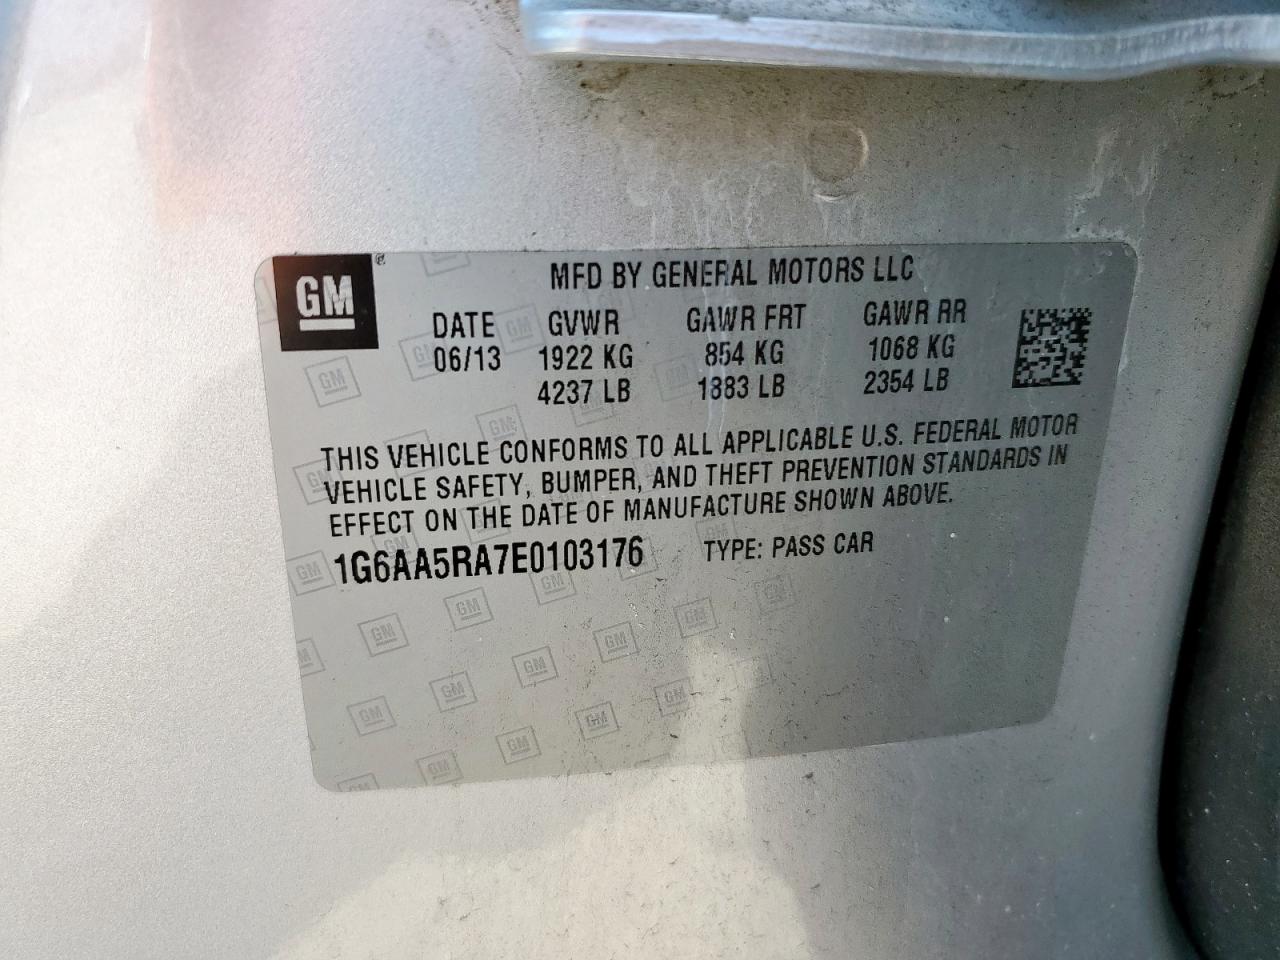 GM ®
MFD BY GENERAL MOTORS LLC
DATE GVWR GAWR FRT GAWR RR
06/13 1922 KG 854 KG 1068 KG
4237 LB 1883 LB 2354 LB
THIS VEHICLE CONFORMS TO ALL APPLICABLE U.S. FEDERAL MOTOR
VEHICLE SAFETY, BUMPER, AND THEFT PREVENTION STANDARDS IN
EFFECT ON THE DATE OF MANUFACTURE SHOWN ABOVE.
1G6AA5RA7E0103176 TYPE: PASS CAR